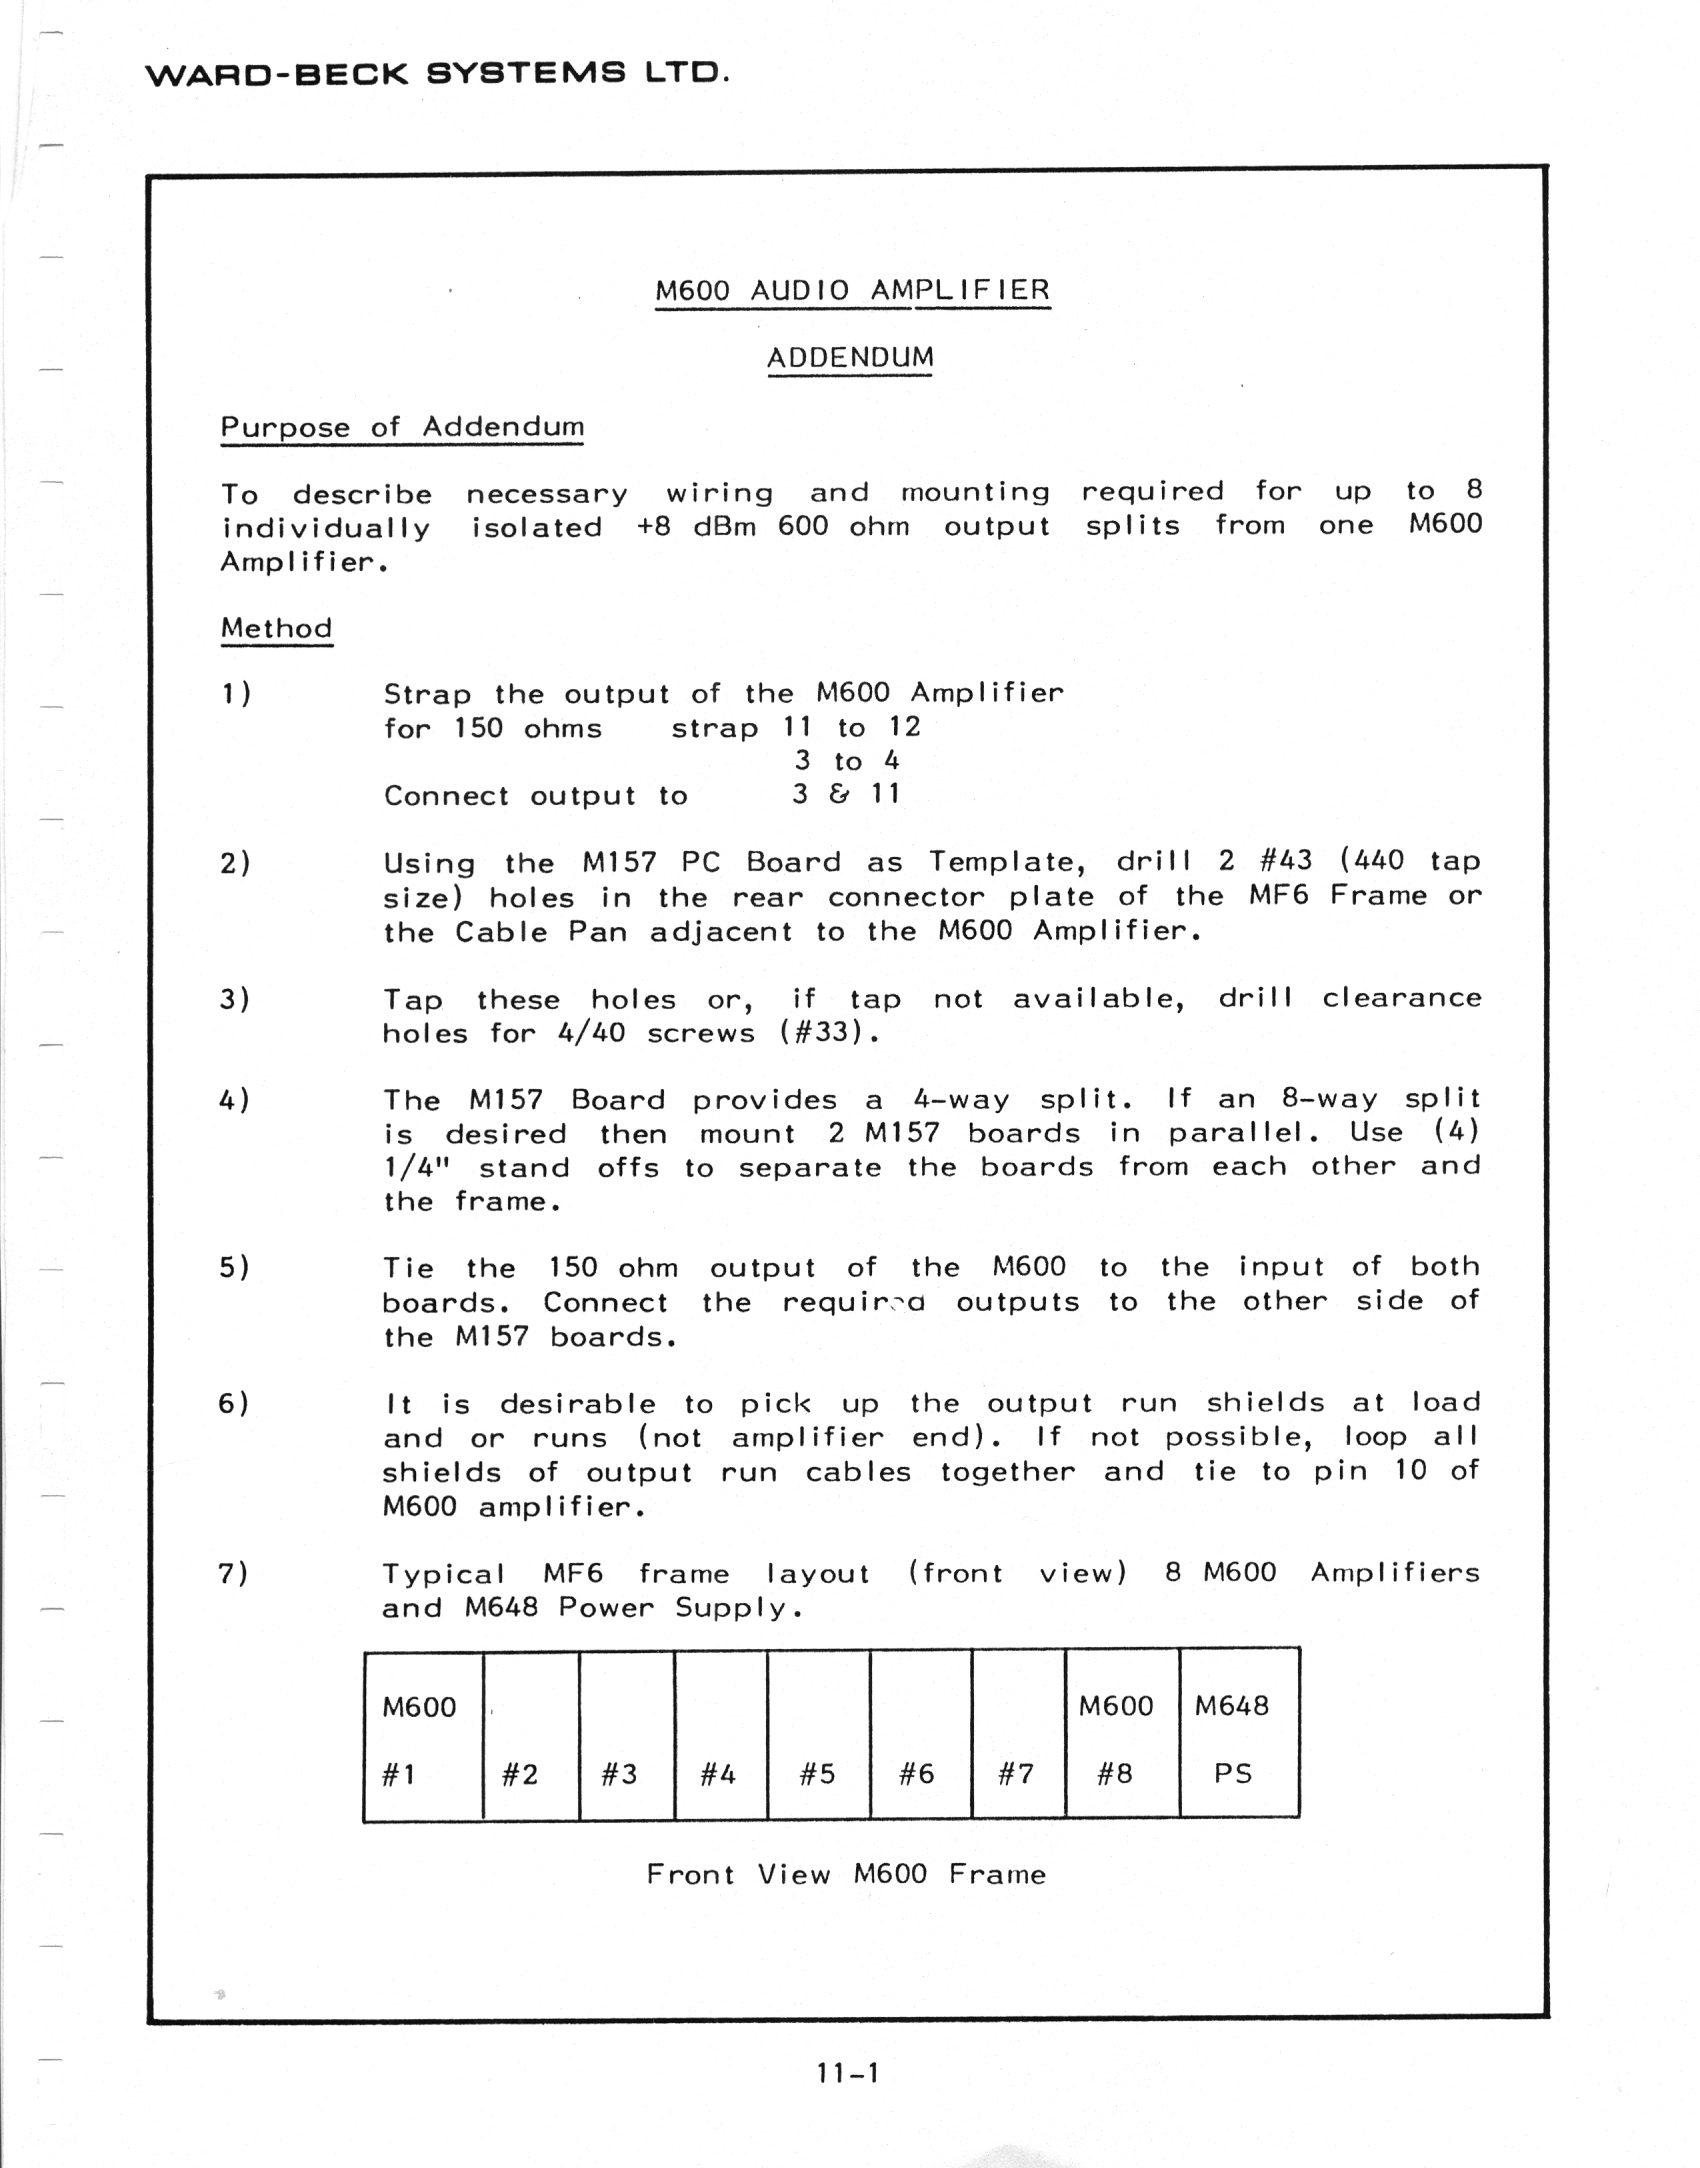 WARD-BECK SYSTEMS LTD.
M600 AUDIO AMPLIFIER
ADDENDUM
Purpose of Addendum
To describe necessary wiring and mounting required for up to 8
individually isolated +8 dBm 600 ohm output splits from one M600
Amplifier.
Method
1) Strap the output of the M600 Amplifier
for 150 ohms strap 11 to 12
3 to 4
Connect output to 3 & 11
2) Using the M157 PC Board as Template, drill 2 #43 (440 tap
size) holes in the rear connector plate of the MF6 Frame or
the Cable Pan adjacent to the M600 Amplifier.
3) Tap these holes or, if tap not available, drill clearance
holes for 4/40 screws (#33).
4) The M157 Board provides a 4-way split. If an 8-way split
is desired then mount 2 M157 boards in parallel. Use (4)
1/4" stand offs to separate the boards from each other and
the frame.
5) Tie the 150 ohm output of the M600 to the input of both
boards. Connect the required outputs to the other side of
the M157 boards.
6) It is desirable to pick up the output run shields at load
and or runs (not amplifier end). If not possible, loop all
shields of output run cables together and tie to pin 10 of
M600 amplifier.
7) Typical MF6 frame layout (front view) 8 M600 Amplifiers
and M648 Power Supply.
M600 M600 M648
#1 #2 #3 #4 #5 #6 #7 #8 PS
Front View M600 Frame
11-1